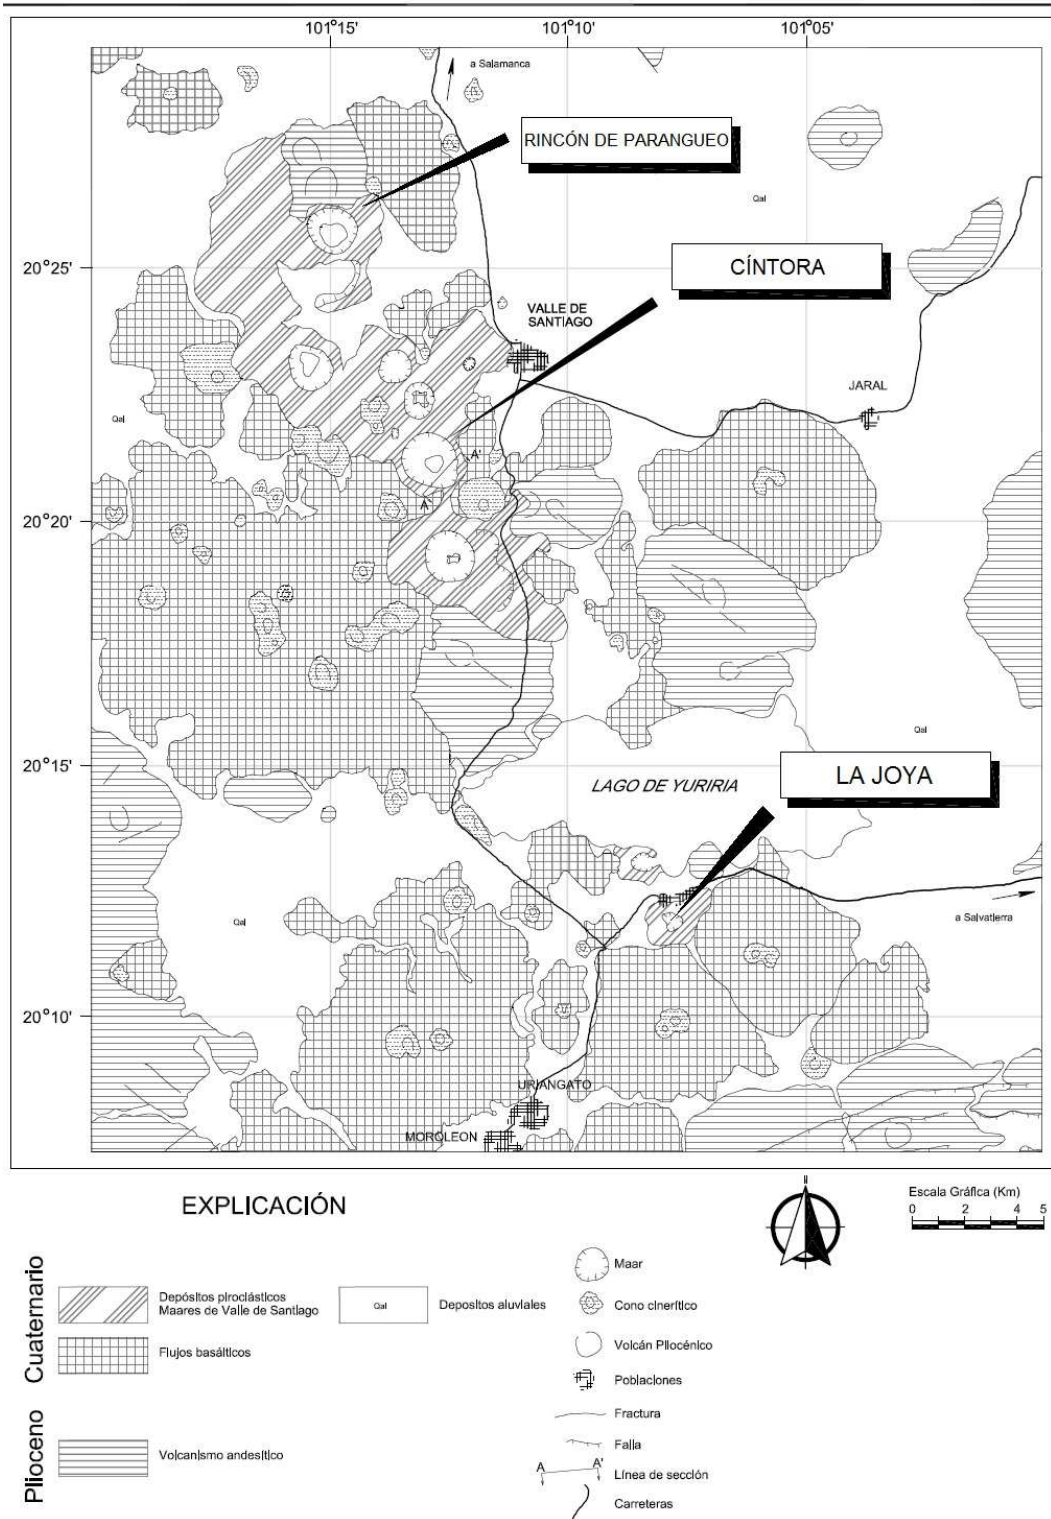 101°15' 101°10' 101°05'
a Salamanca
RINCÓN DE PARANGUEO
Qal
20°25'
CÍNTORA
VALLE DE
SANTIAGO
JARAL
Qal
A'
A
20°20'
Qal
20°15'
LAGO DE YURIRIA
LA JOYA
Qal
a Salvatierra
20°10'
URIANGATO
MOROLEON
EXPLICACIÓN
N
Escala Gráfica (Km)
0 2 4 5
Cuaternario
Depósitos piroclásticos
Maares de Valle de Santiago
Qal
Depositos aluviales
Flujos basálticos
Plioceno
Volcanismo andesítico
Maar
Cono cinerítico
Volcán Pliocénico
Poblaciones
Fractura
Falla
A A'
Línea de sección
Carreteras